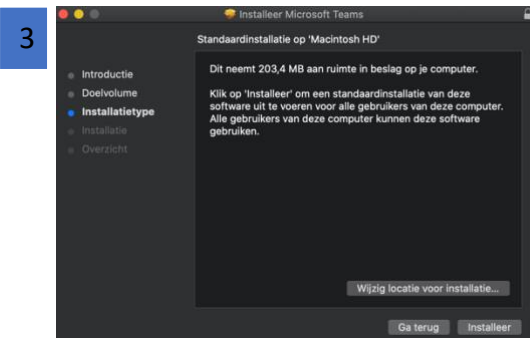 3
Installeer Microsoft Teams
Standaardinstallatie op 'Macintosh HD'
Introductie
Doelvolume
Installatietype
Installatie
Overzicht
Dit neemt 203,4 MB aan ruimte in beslag op je computer.
Klik op 'Installeer' om een standaardinstallatie van deze
software uit te voeren voor alle gebruikers van deze computer.
Alle gebruikers van deze computer kunnen deze software
gebruiken.
Wijzig locatie voor installatie...
Ga terug
Installeer